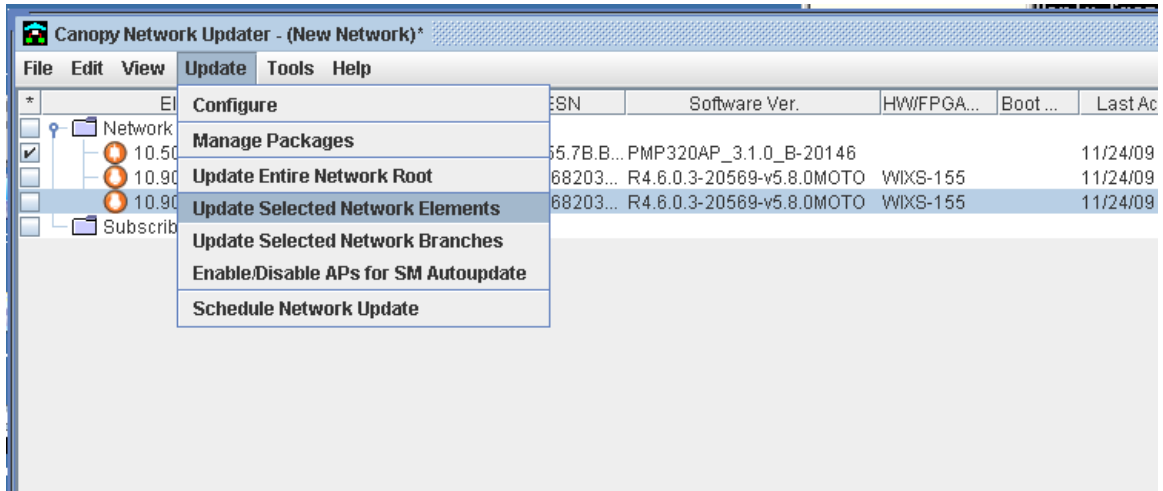 Canopy Network Updater - (New Network)*
File Edit View Update Tools Help
* El ESN Software Ver. HW/FPGA... Boot ... Last Ac
Configure
Network
Manage Packages
10.50 55.7B.B... PMP320AP_3.1.0_B-20146 11/24/09
Update Entire Network Root
10.90 68203... R4.6.0.3-20569-v5.8.0MOTO WIXS-155 11/24/09
Update Selected Network Elements
10.90 68203... R4.6.0.3-20569-v5.8.0MOTO WIXS-155 11/24/09
Subscrib
Update Selected Network Branches
Enable/Disable APs for SM Autoupdate
Schedule Network Update